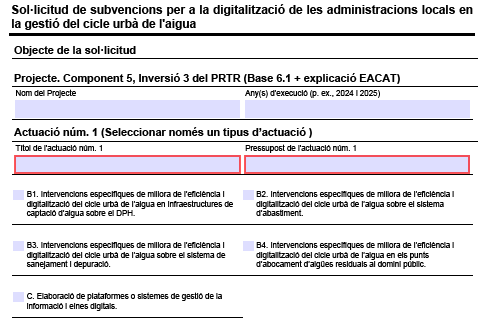 Sol·licitud de subvencions per a la digitalització de les administracions locals en
la gestió del cicle urbà de l'aigua
Objecte de la sol·licitud
Projecte. Component 5, Inversió 3 del PRTR (Base 6.1 + explicació EACAT)
Nom del Projecte
Any(s) d'execució (p. ex., 2024 i 2025)
Actuació núm. 1 (Seleccionar només un tipus d'actuació )
Títol de l'actuació núm. 1
Pressupost de l'actuació núm. 1
B1. Intervencions específiques de millora de l'eficiència i
digitalització del cicle urbà de l'aigua en infraestructures de
captació d'aigua sobre el DPH.
B2. Intervencions específiques de millora de l'eficiència i
digitalització del cicle urbà de l'aigua sobre el sistema
d'abastiment.
B3. Intervencions específiques de millora de l'eficiència i
digitalització del cicle urbà de l'aigua sobre el sistema de
sanejament i depuració.
B4. Intervencions específiques de millora de l'eficiència i
digitalització del cicle urbà de l'aigua en els punts
d'abocament d'aigües residuals al domini públic.
C. Elaboració de plataformes o sistemes de gestió de la
informació i eines digitals.